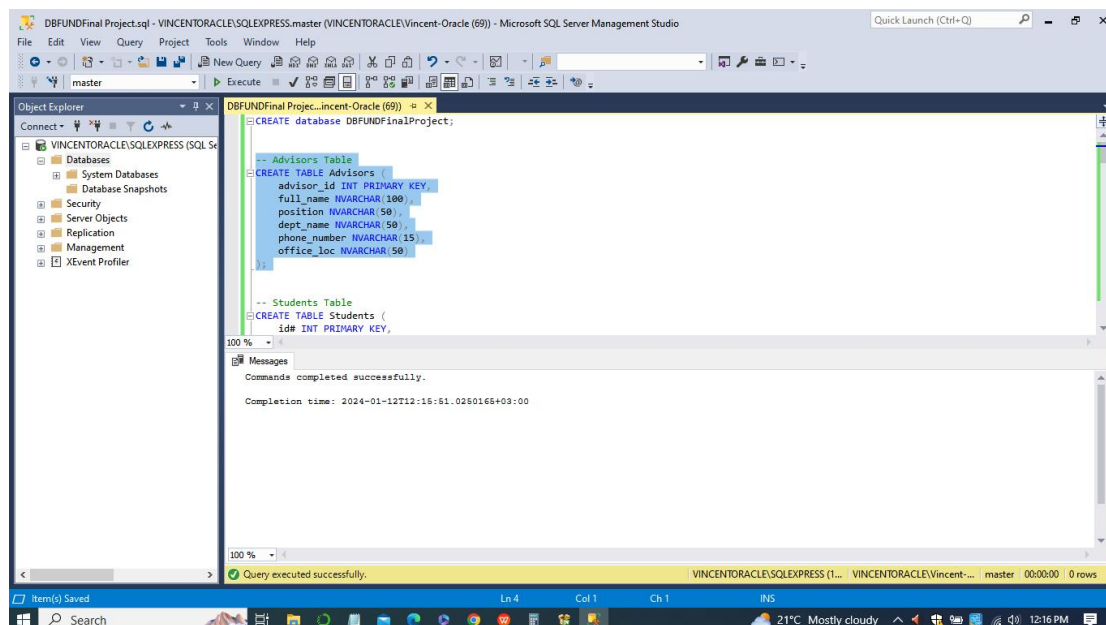 DBFUNDFinal Project.sql - VINCENTORACLE\SQLEXPRESS.master (VINCENTORACLE\Vincent-Oracle (69)) - Microsoft SQL Server Management Studio
Quick Launch (Ctrl+Q)
File Edit View Query Project Tools Window Help
New Query
master Execute
Object Explorer
DBFUNDFinal Projec...incent-Oracle (69))
Connect
VINCENTORACLE\SQLEXPRESS (SQL Se
Databases
System Databases
Database Snapshots
Security
Server Objects
Replication
Management
XEvent Profiler
CREATE database DBFUNDFinalProject;
-- Advisors Table
CREATE TABLE Advisors (
advisor_id INT PRIMARY KEY,
full_name NVARCHAR(100),
position NVARCHAR(50),
dept_name NVARCHAR(50),
phone_number NVARCHAR(15),
office_loc NVARCHAR(50)
);
-- Students Table
CREATE TABLE Students (
id# INT PRIMARY KEY,
100 %
Messages
Commands completed successfully.
Completion time: 2024-01-12T12:15:51.0250165+03:00
100 %
Query executed successfully.
VINCENTORACLE\SQLEXPRESS (1... VINCENTORACLE\Vincent-... master 00:00:00 0 rows
Item(s) Saved Ln 4 Col 1 Ch 1 INS
Search 21°C Mostly cloudy 12:16 PM